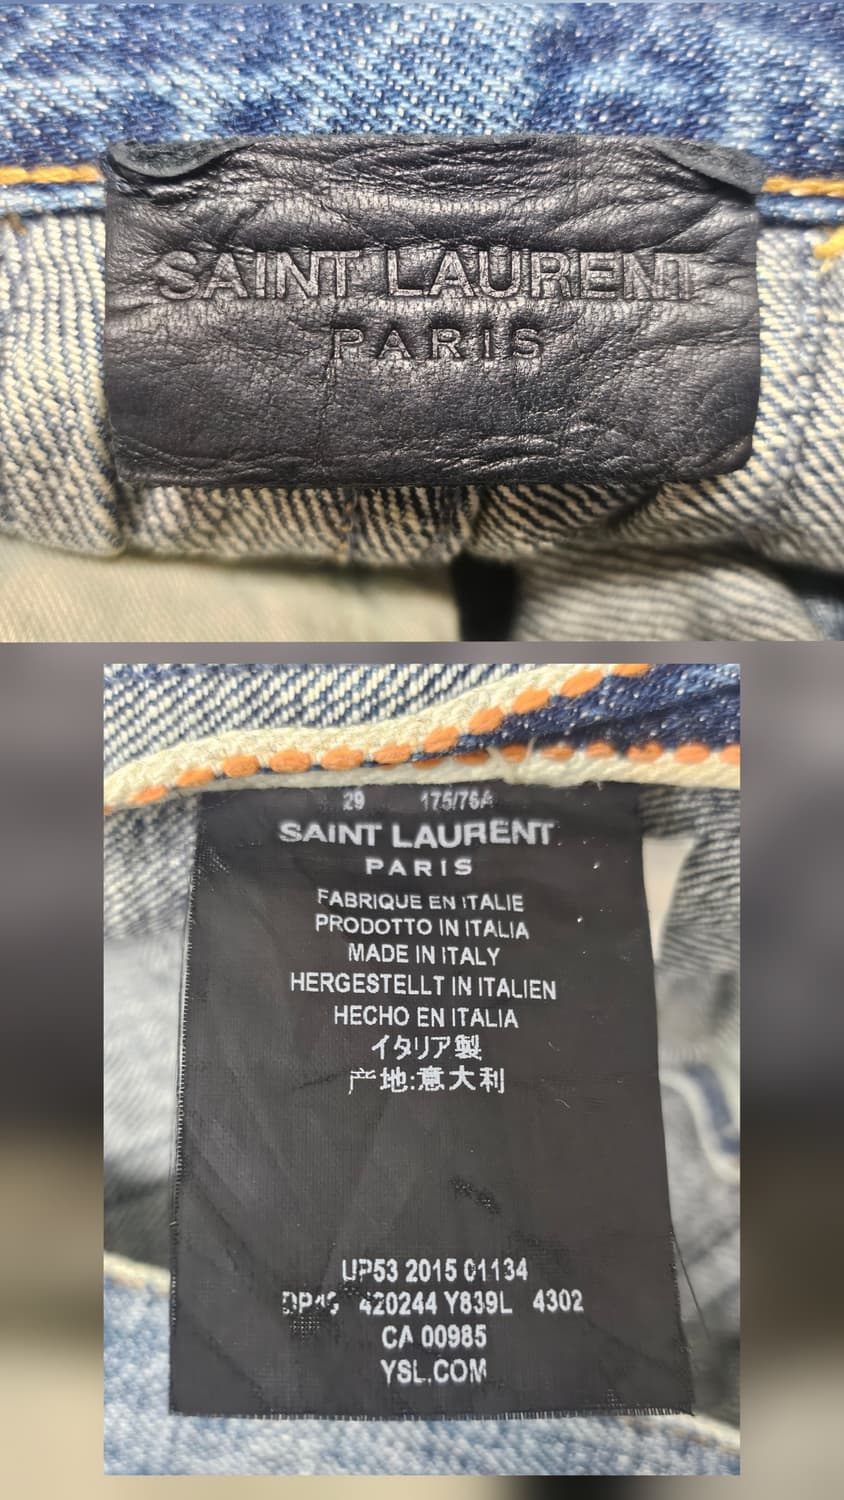 SAINT LAURENT
PARIS
29 175/76A
SAINT LAURENT
PARIS
FABRIQUE EN ITALIE
PRODOTTO IN ITALIA
MADE IN ITALY
HERGESTELLT IN ITALIEN
HECHO EN ITALIA
イタリア製
产地:意大利
UP53 2015 01134
420244 Y839L 4302
CA 00985
YSL.COM